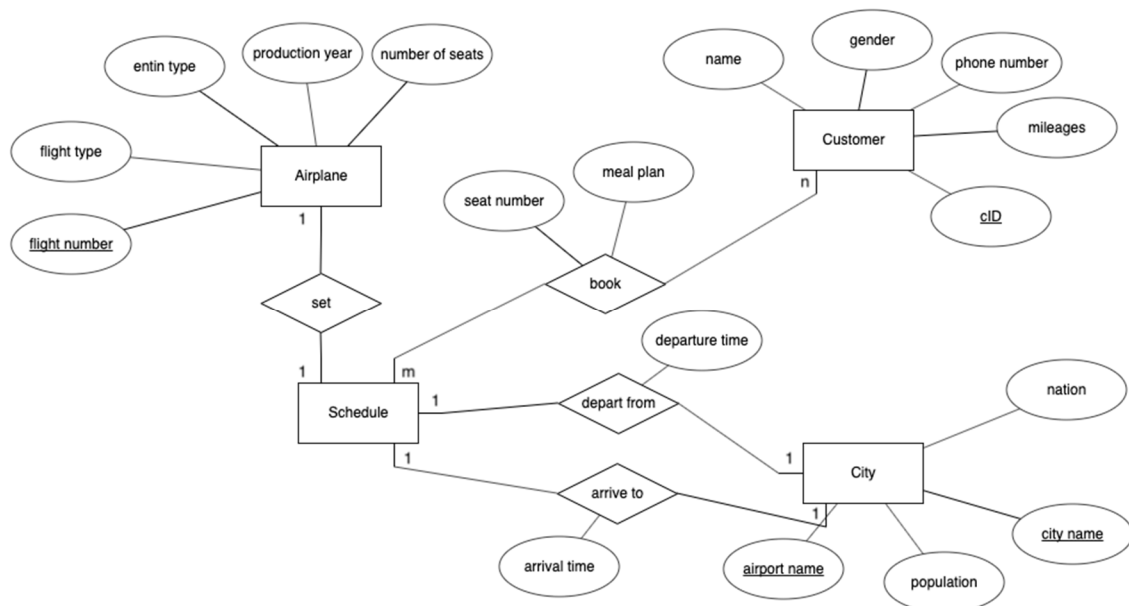 gender
production year
number of seats
name
phone number
entin type
mileages
Customer
flight type
Airplane
meal plan
n
seat number
cID
1
flight number
book
set
departure time
1
m
nation
1
depart from
Schedule
1
1
City
arrive to
1
city name
arrival time
airport name
population